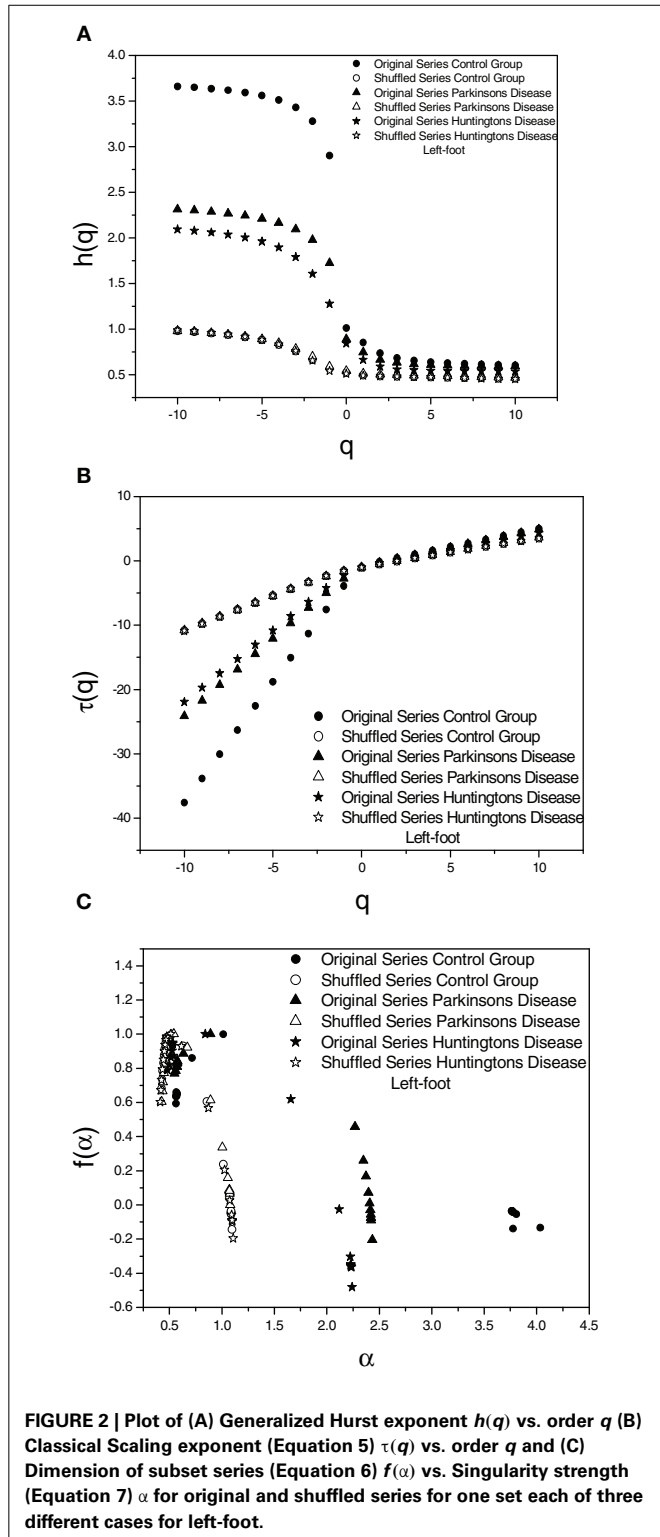 A
4.0
3.5
3.0
2.5
2.0
1.5
1.0
0.5
h(q)
Original Series Control Group
Shuffled Series Control Group
Original Series Parkinsons Disease
Shuffled Series Parkinsons Disease
Original Series Huntingtons Disease
Shuffled Series Huntingtons Disease
Left-foot
-10 -5 0 5 10
q
B
10
0
-10
-20
-30
-40
τ(q)
Original Series Control Group
Shuffled Series Control Group
Original Series Parkinsons Disease
Shuffled Series Parkinsons Disease
Original Series Huntingtons Disease
Shuffled Series Huntingtons Disease
Left-foot
-10 -5 0 5 10
q
C
1.4
1.2
1.0
0.8
0.6
0.4
0.2
0.0
-0.2
-0.4
-0.6
f(α)
Original Series Control Group
Shuffled Series Control Group
Original Series Parkinsons Disease
Shuffled Series Parkinsons Disease
Original Series Huntingtons Disease
Shuffled Series Huntingtons Disease
Left-foot
0.5 1.0 1.5 2.0 2.5 3.0 3.5 4.0 4.5
α
FIGURE 2 | Plot of (A) Generalized Hurst exponent h(q) vs. order q (B)
Classical Scaling exponent (Equation 5) τ(q) vs. order q and (C)
Dimension of subset series (Equation 6) f(α) vs. Singularity strength
(Equation 7) α for original and shuffled series for one set each of three
different cases for left-foot.